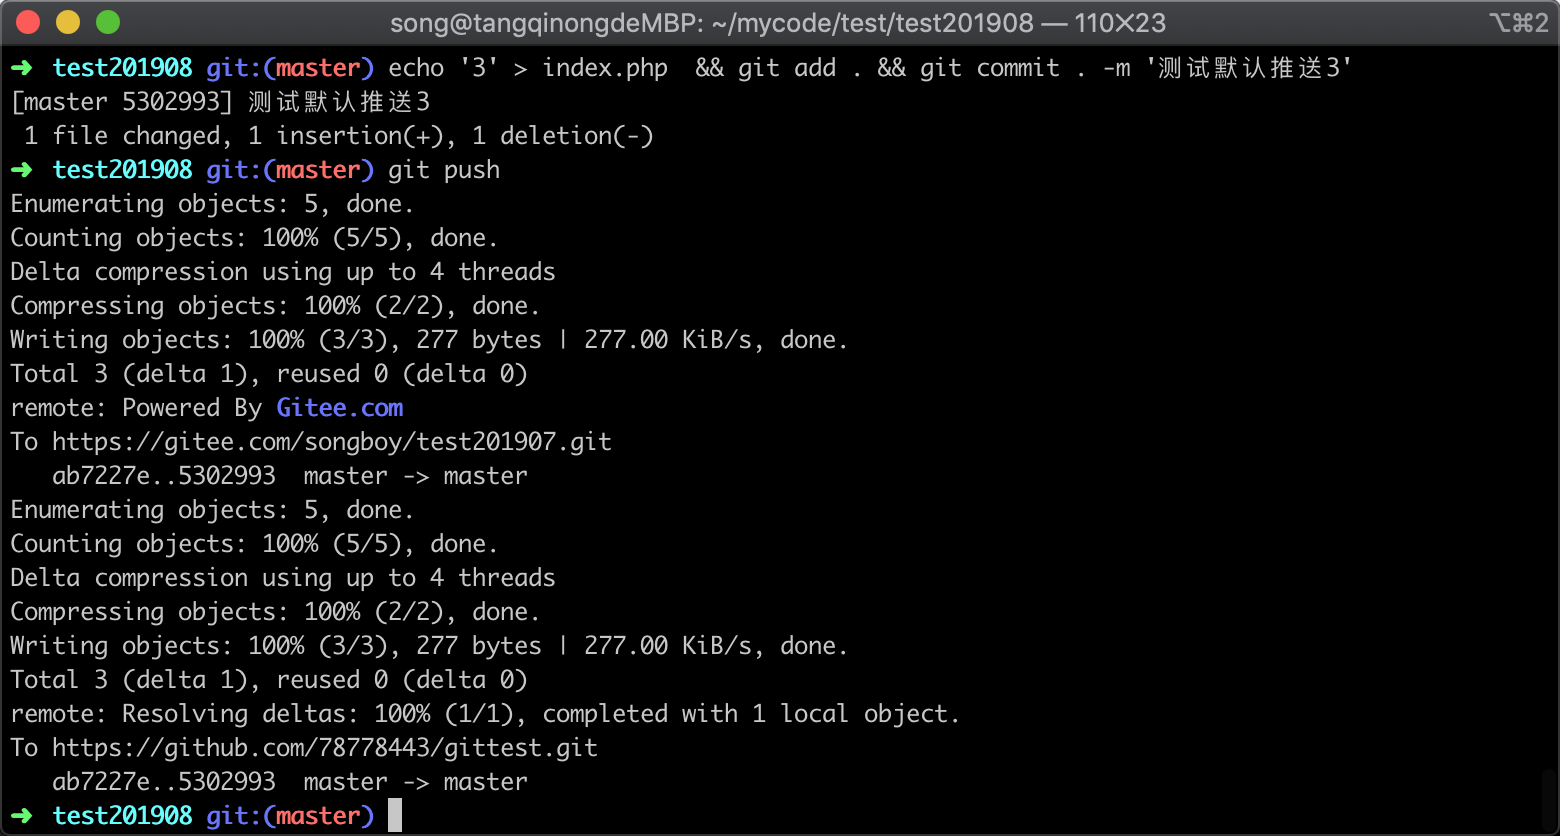 song@tangqinongdeMBP: ~/mycode/test/test201908 — 110×23 ⌥⌘2
➜ test201908 git:(master) echo '3' > index.php  && git add . && git commit . -m '测试默认推送3'
[master 5302993] 测试默认推送3
 1 file changed, 1 insertion(+), 1 deletion(-)
➜ test201908 git:(master) git push
Enumerating objects: 5, done.
Counting objects: 100% (5/5), done.
Delta compression using up to 4 threads
Compressing objects: 100% (2/2), done.
Writing objects: 100% (3/3), 277 bytes | 277.00 KiB/s, done.
Total 3 (delta 1), reused 0 (delta 0)
remote: Powered By Gitee.com
To https://gitee.com/songboy/test201907.git
   ab7227e..5302993  master -> master
Enumerating objects: 5, done.
Counting objects: 100% (5/5), done.
Delta compression using up to 4 threads
Compressing objects: 100% (2/2), done.
Writing objects: 100% (3/3), 277 bytes | 277.00 KiB/s, done.
Total 3 (delta 1), reused 0 (delta 0)
remote: Resolving deltas: 100% (1/1), completed with 1 local object.
To https://github.com/78778443/gittest.git
   ab7227e..5302993  master -> master
➜ test201908 git:(master)